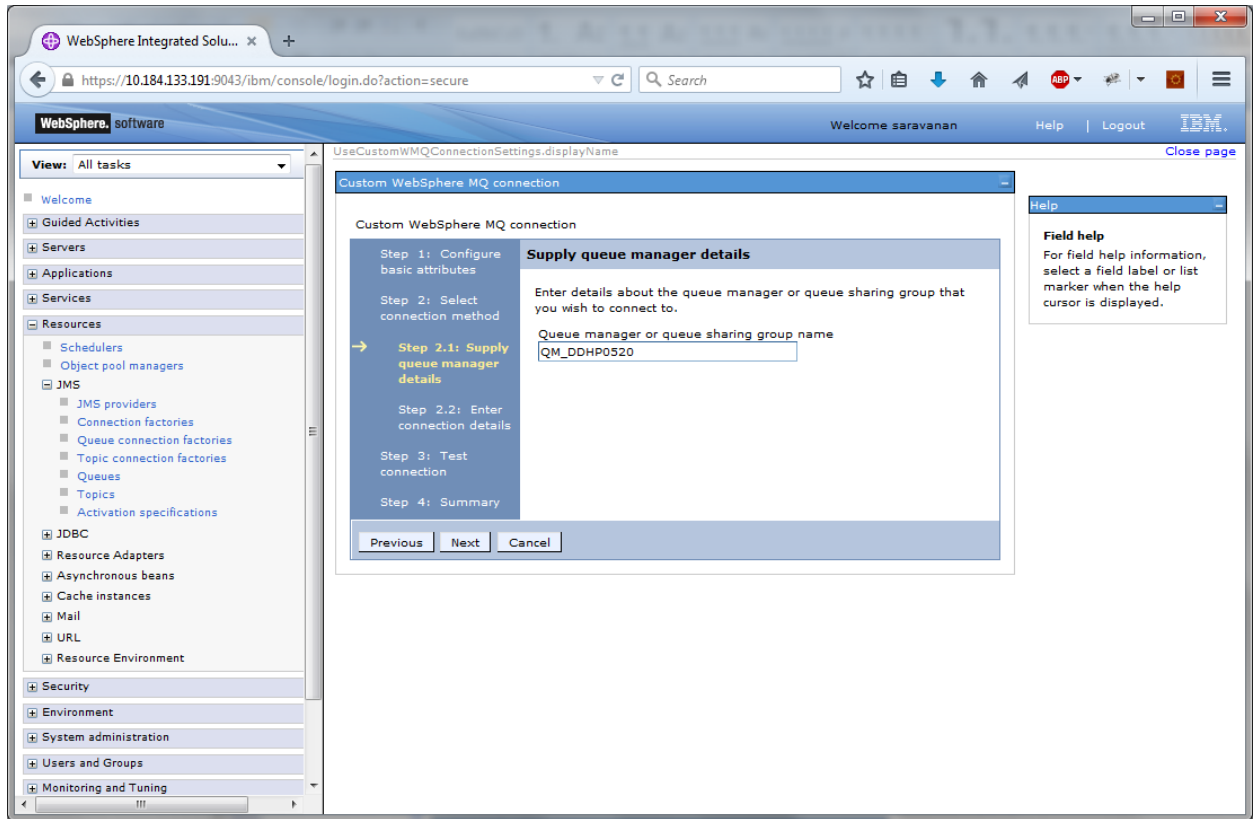 WebSphere Integrated Solu...
https://10.184.133.191:9043/ibm/console/login.do?action=secure
Search
ABP
WebSphere. software
Welcome saravanan
Help | Logout
IBM.
View: All tasks
Welcome
Guided Activities
Servers
Applications
Services
Resources
Schedulers
Object pool managers
JMS
JMS providers
Connection factories
Queue connection factories
Topic connection factories
Queues
Topics
Activation specifications
JDBC
Resource Adapters
Asynchronous beans
Cache instances
Mail
URL
Resource Environment
Security
Environment
System administration
Users and Groups
Monitoring and Tuning
UseCustomWMQConnectionSettings.displayName
Close page
Custom WebSphere MQ connection
Custom WebSphere MQ connection
Step 1: Configure
basic attributes
Step 2: Select
connection method
Step 2.1: Supply
queue manager
details
Step 2.2: Enter
connection details
Step 3: Test
connection
Step 4: Summary
Supply queue manager details
Enter details about the queue manager or queue sharing group that
you wish to connect to.
Queue manager or queue sharing group name
QM_DDHP0520
Previous
Next
Cancel
Help
Field help
For field help information,
select a field label or list
marker when the help
cursor is displayed.